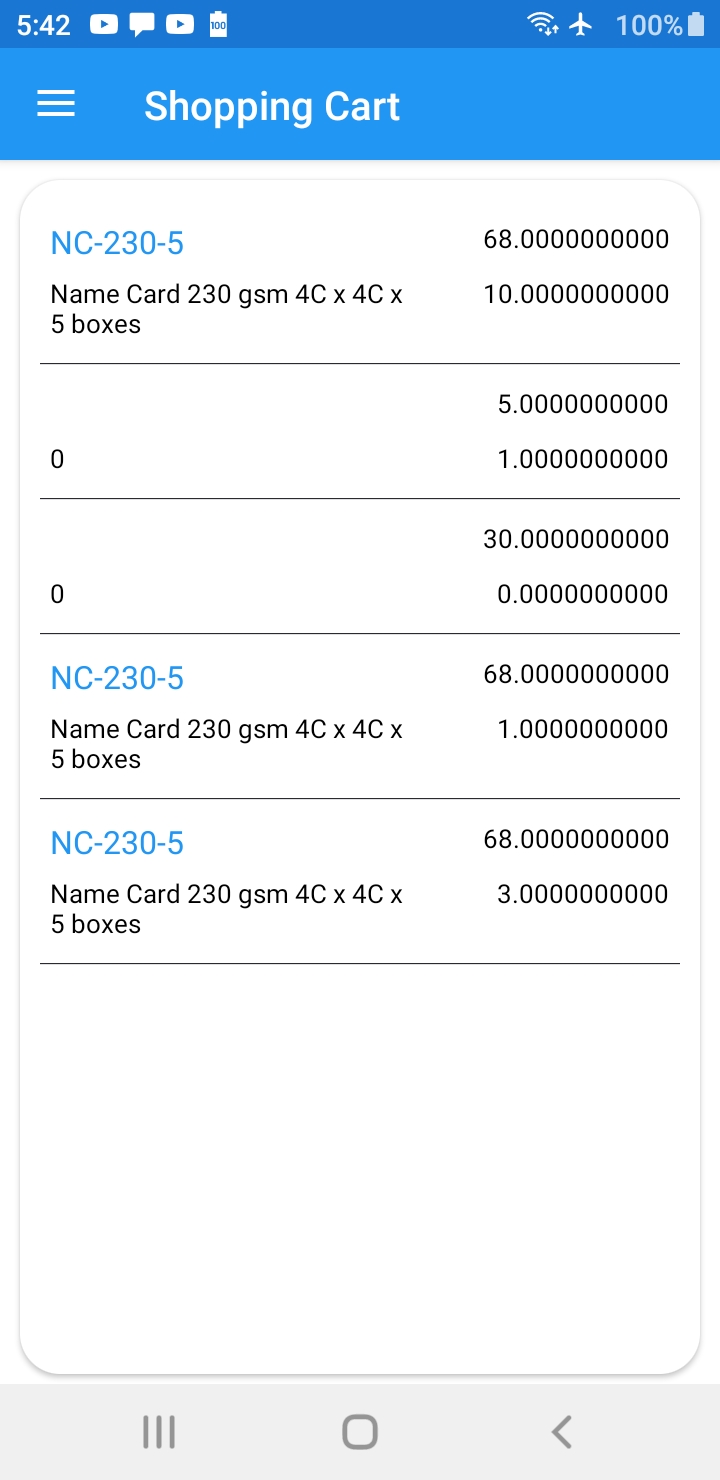 5:42 100 100%
Shopping Cart
NC-230-5 68.0000000000
Name Card 230 gsm 4C x 4C x 10.0000000000
5 boxes
5.0000000000
0 1.0000000000
30.0000000000
0 0.0000000000
NC-230-5 68.0000000000
Name Card 230 gsm 4C x 4C x 1.0000000000
5 boxes
NC-230-5 68.0000000000
Name Card 230 gsm 4C x 4C x 3.0000000000
5 boxes